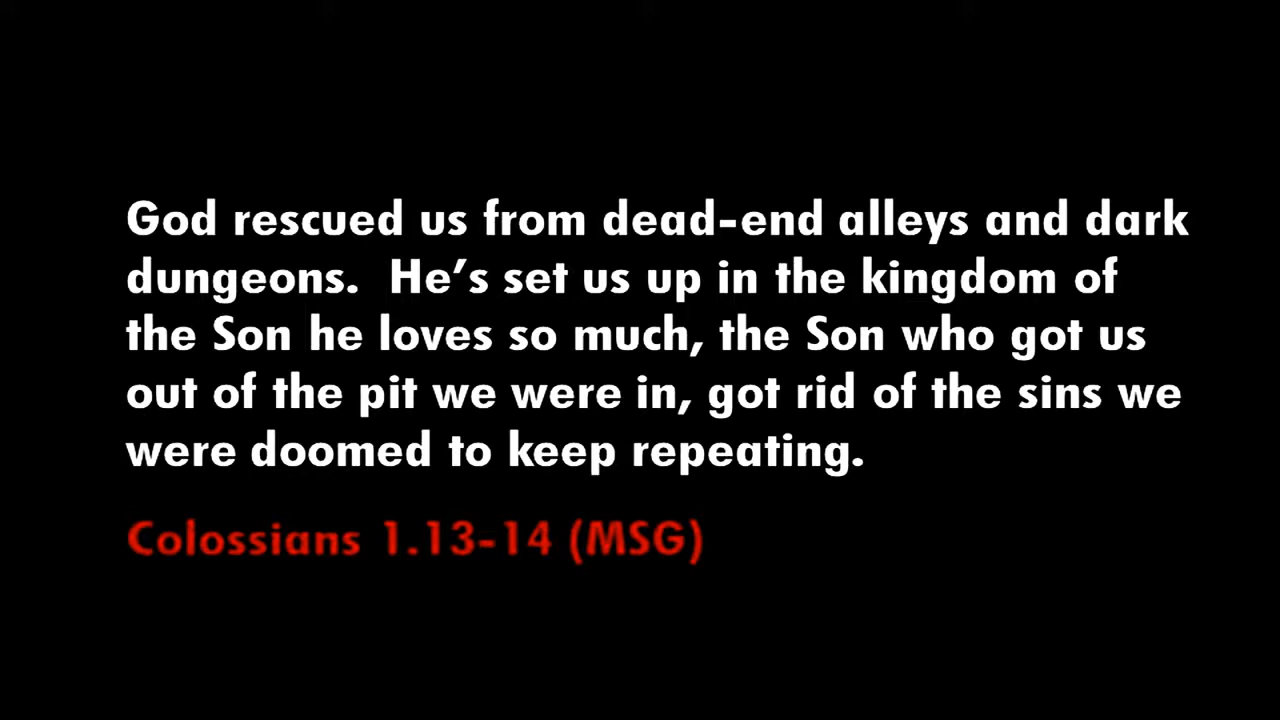 God rescued us from dead-end alleys and dark
dungeons.  He’s set us up in the kingdom of
the Son he loves so much, the Son who got us
out of the pit we were in, got rid of the sins we
were doomed to keep repeating.
Colossians 1.13-14 (MSG)